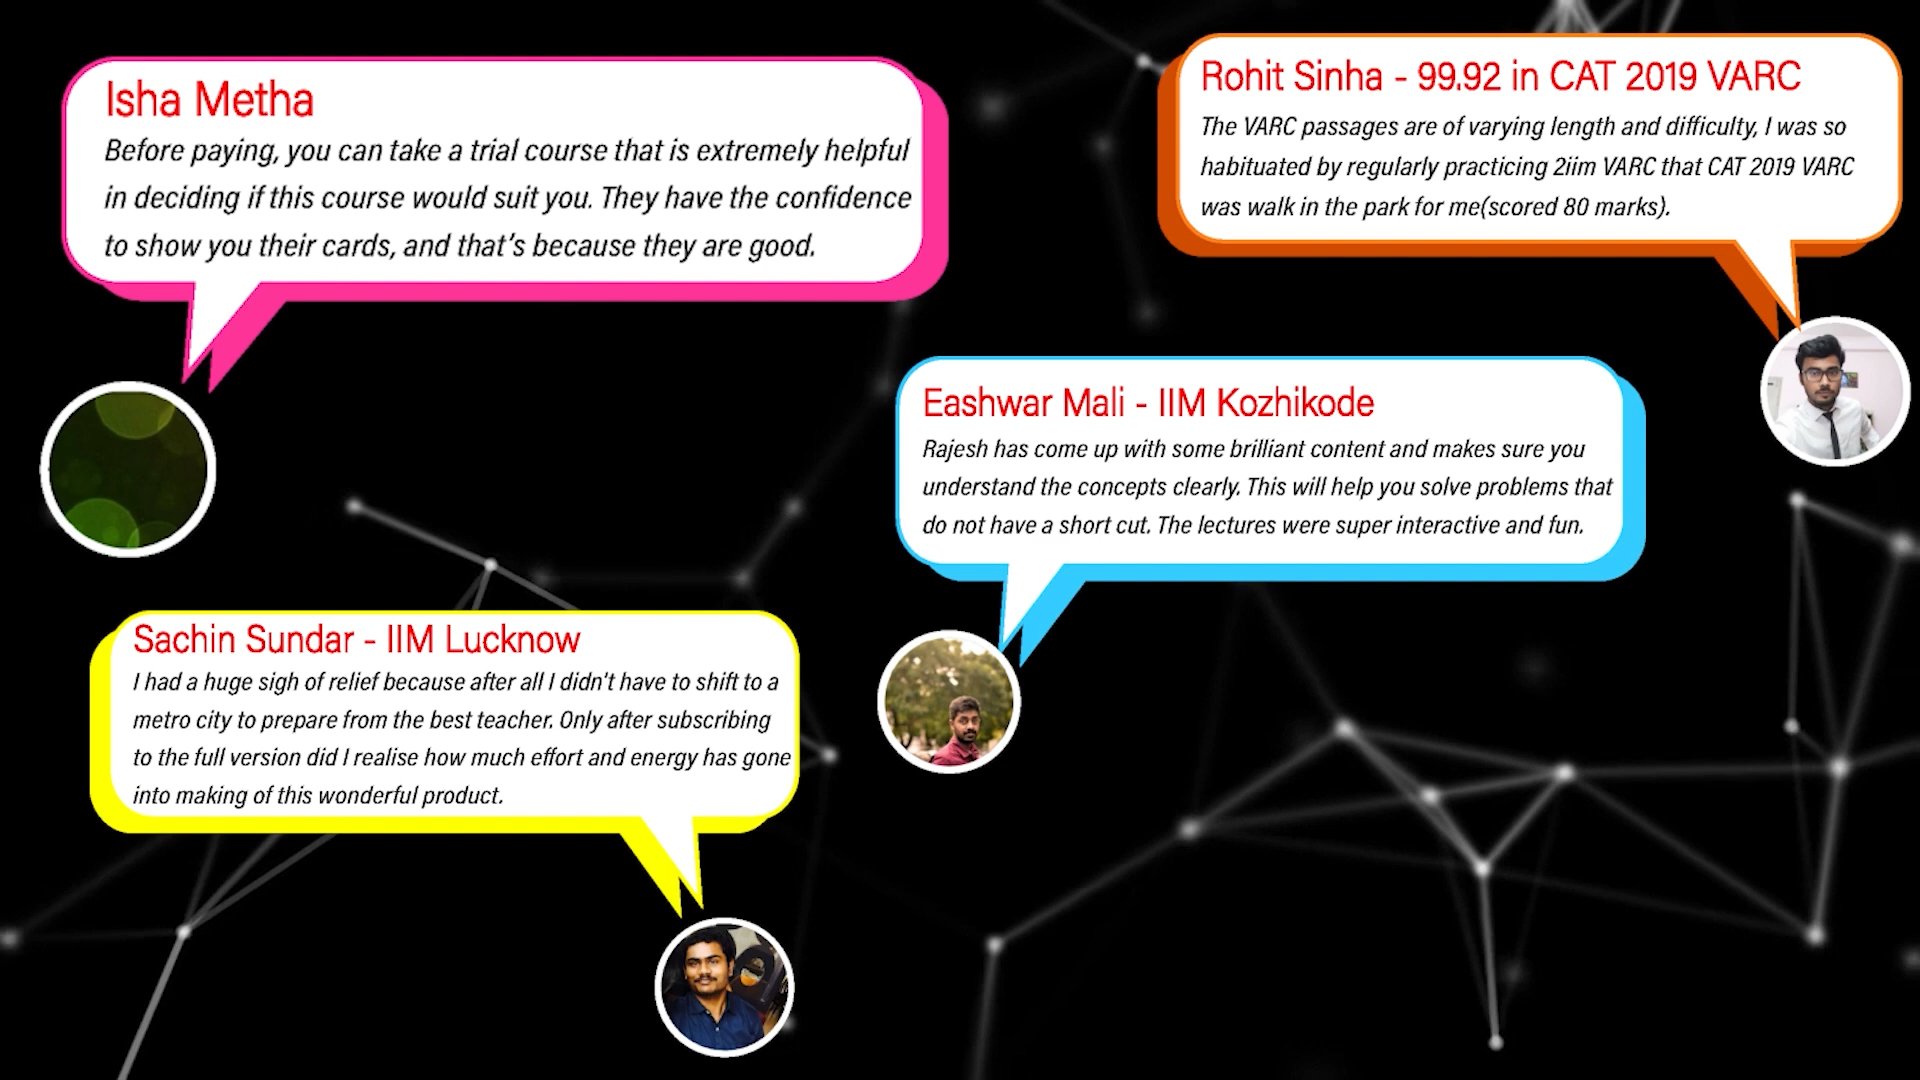 Isha Metha
Before paying, you can take a trial course that is extremely helpful
in deciding if this course would suit you. They have the confidence
to show you their cards, and that's because they are good.
Rohit Sinha - 99.92 in CAT 2019 VARC
The VARC passages are of varying length and difficulty, I was so
habituated by regularly practicing 2iim VARC that CAT 2019 VARC
was walk in the park for me(scored 80 marks).
Eashwar Mali - IIM Kozhikode
Rajesh has come up with some brilliant content and makes sure you
understand the concepts clearly. This will help you solve problems that
do not have a short cut. The lectures were super interactive and fun.
Sachin Sundar - IIM Lucknow
I had a huge sigh of relief because after all I didn't have to shift to a
metro city to prepare from the best teacher. Only after subscribing
to the full version did I realise how much effort and energy has gone
into making of this wonderful product.